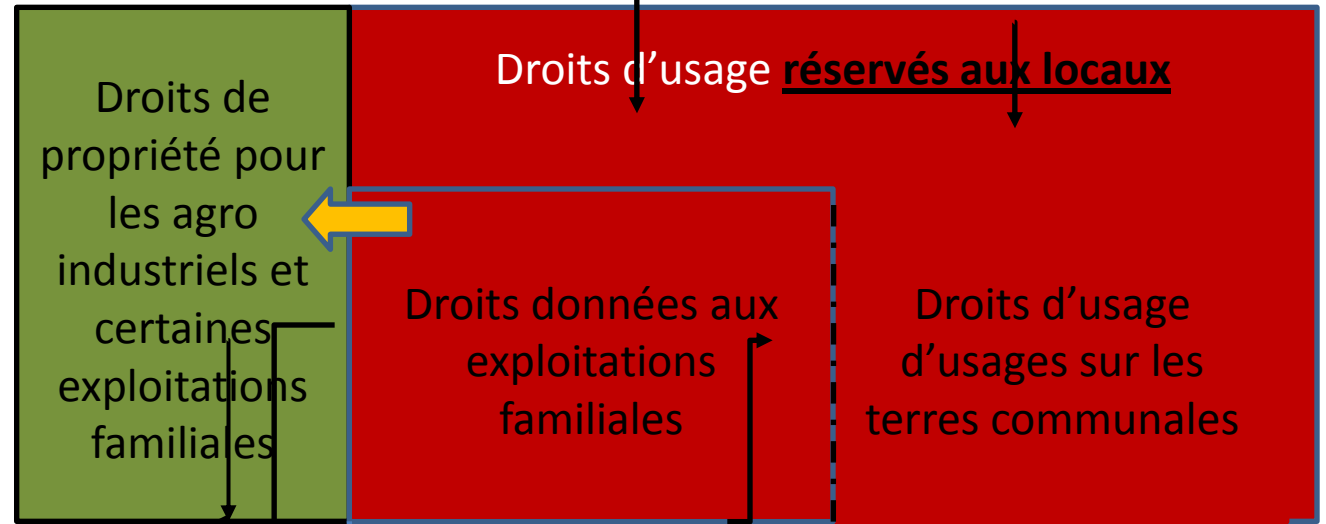 Droits de
propriété pour
les agro
industriels et
certaines
exploitations
familiales
Droits d’usage réservés aux locaux
Droits données aux
exploitations
familiales
Droits d’usage
d’usages sur les
terres communales